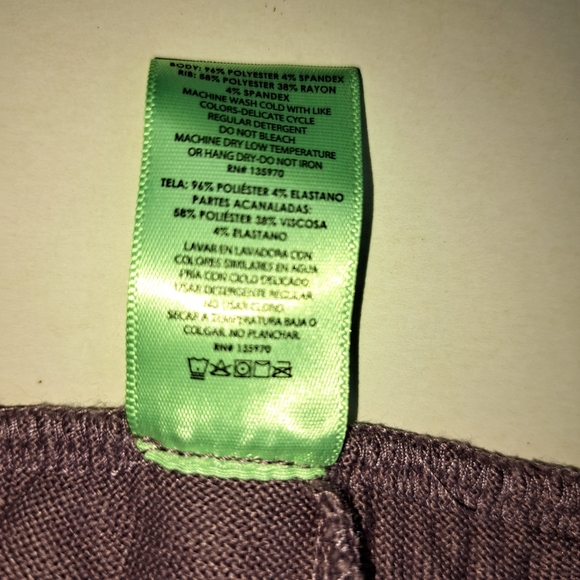 BODY: 96% POLYESTER 4% SPANDEX
RIB: 58% POLYESTER 38% RAYON
4% SPANDEX
MACHINE WASH COLD WITH LIKE
COLORS-DELICATE CYCLE
REGULAR DETERGENT
DO NOT BLEACH
MACHINE DRY LOW TEMPERATURE
OR HANG DRY-DO NOT IRON
RN# 135970
TELA: 96% POLIÉSTER 4% ELASTANO
PARTES ACANALADAS:
58% POLIÉSTER 38% VISCOSA
4% ELASTANO
LAVAR EN LAVADORA CON
COLORES SIMILARES EN AGUA
FRÍA CON CICLO DELICADO
USAR DETERGENTE REGULAR
NO USAR CLORO
SECAR A TEMPERATURA BAJA O
COLGAR. NO PLANCHAR.
RN# 135970